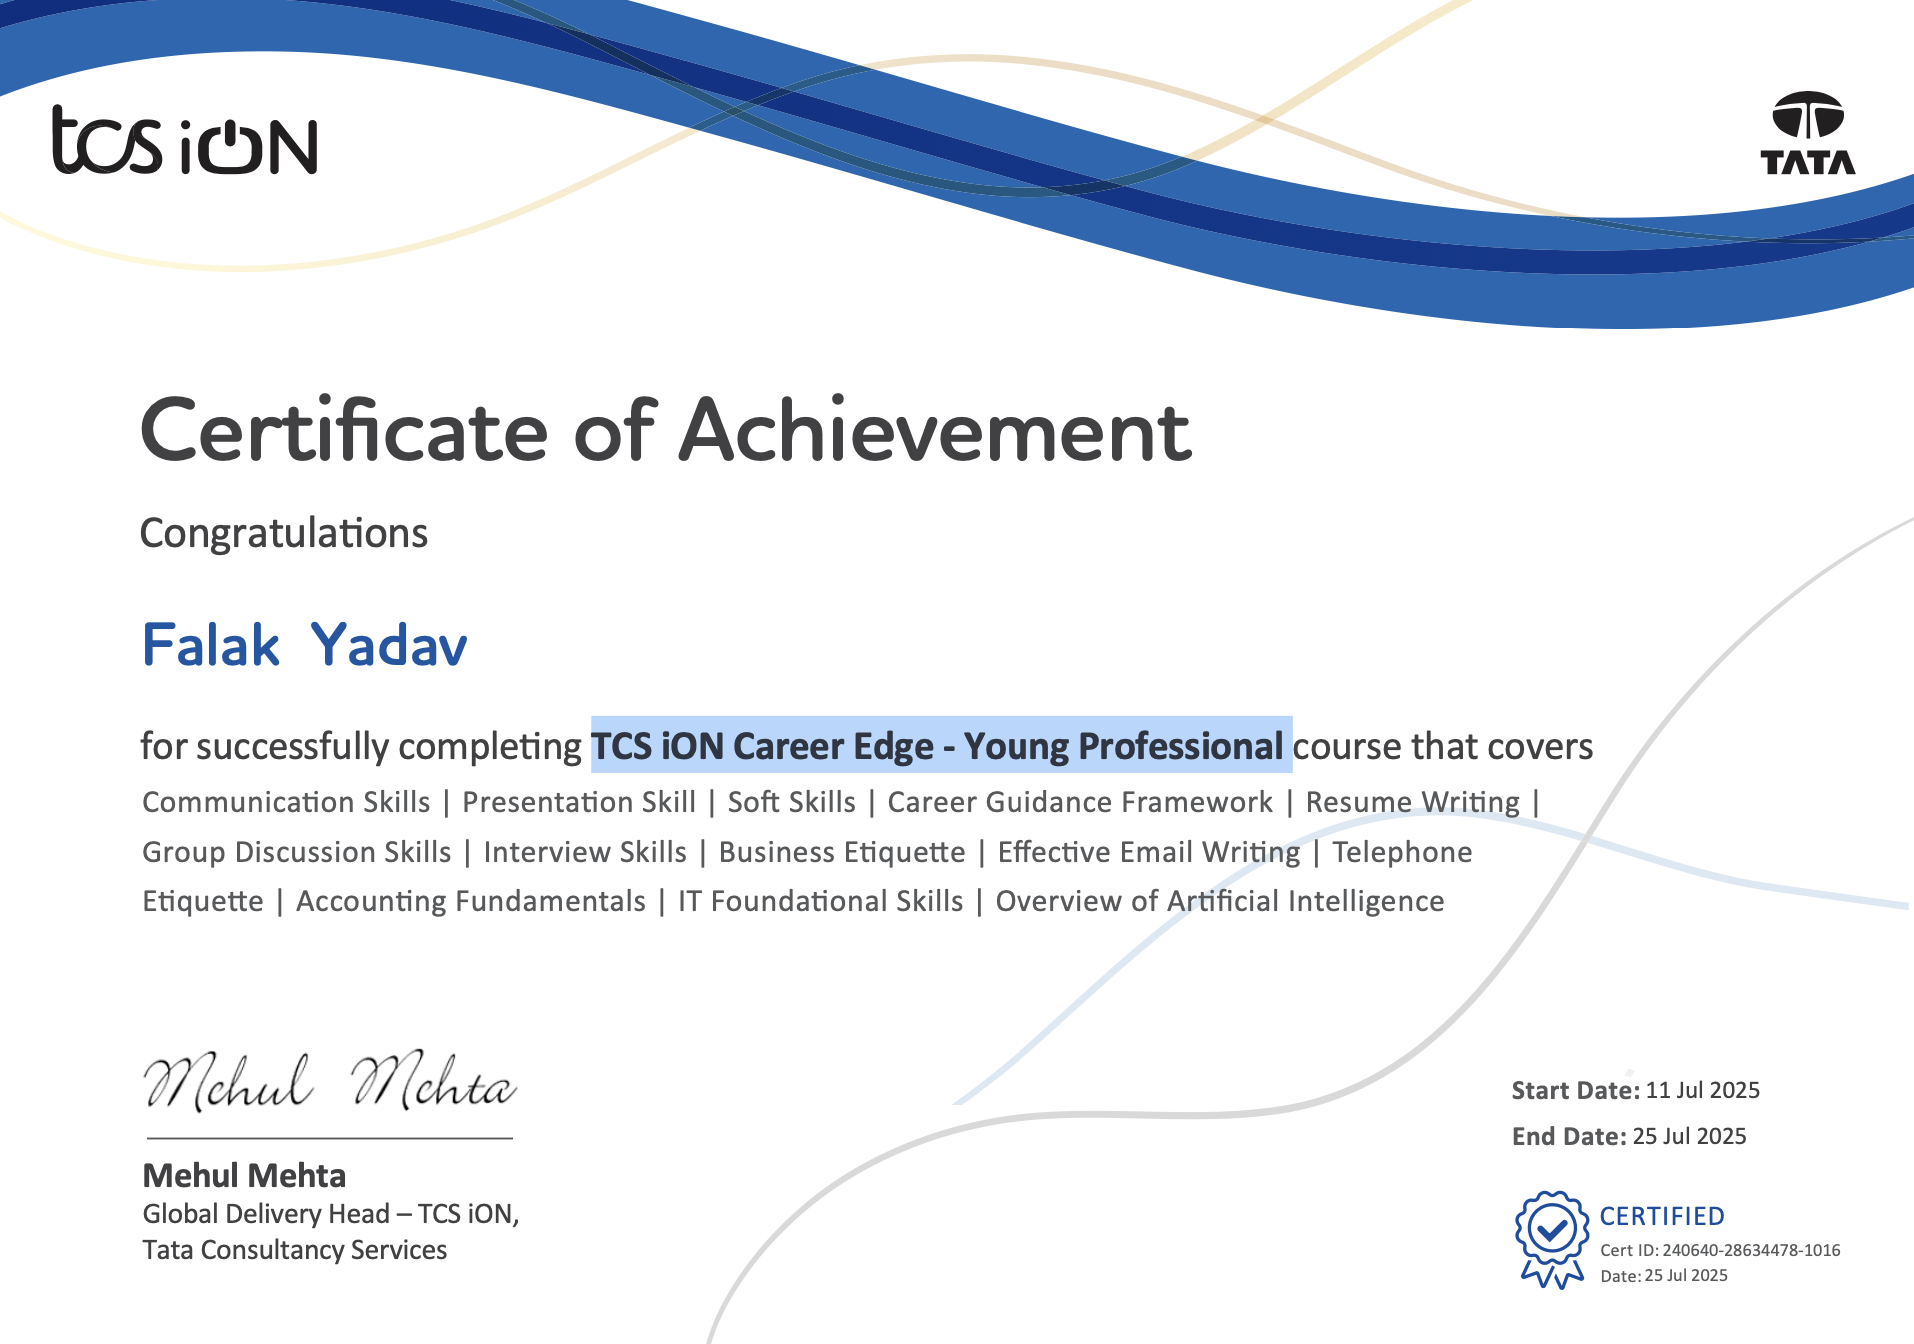 tcs iON
TATA
Certificate of Achievement
Congratulations
Falak Yadav
for successfully completing TCS iON Career Edge - Young Professional course that covers
Communication Skills | Presentation Skill | Soft Skills | Career Guidance Framework | Resume Writing |
Group Discussion Skills | Interview Skills | Business Etiquette | Effective Email Writing | Telephone
Etiquette | Accounting Fundamentals | IT Foundational Skills | Overview of Artificial Intelligence
Mehul Mehta
Mehul Mehta
Global Delivery Head – TCS iON,
Tata Consultancy Services
Start Date: 11 Jul 2025
End Date: 25 Jul 2025
CERTIFIED
Cert ID: 240640-28634478-1016
Date: 25 Jul 2025